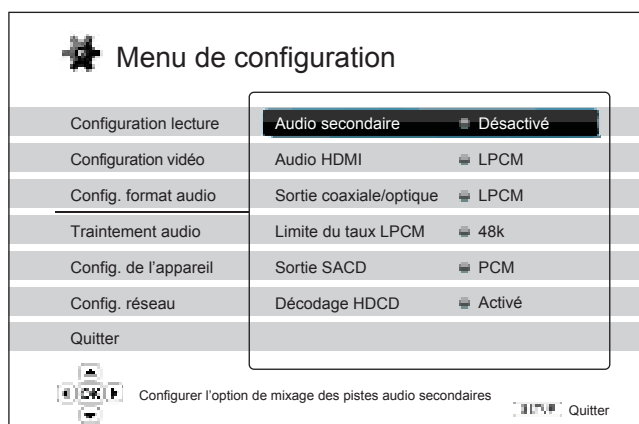 Menu de configuration
Configuration lecture
Audio secondaire Désactivé
Configuration vidéo
Audio HDMI LPCM
Config. format audio
Sortie coaxiale/optique LPCM
Traintement audio
Limite du taux LPCM 48k
Config. de l'appareil
Sortie SACD PCM
Config. réseau
Décodage HDCD Activé
Quitter
OK
Configurer l'option de mixage des pistes audio secondaires
Quitter